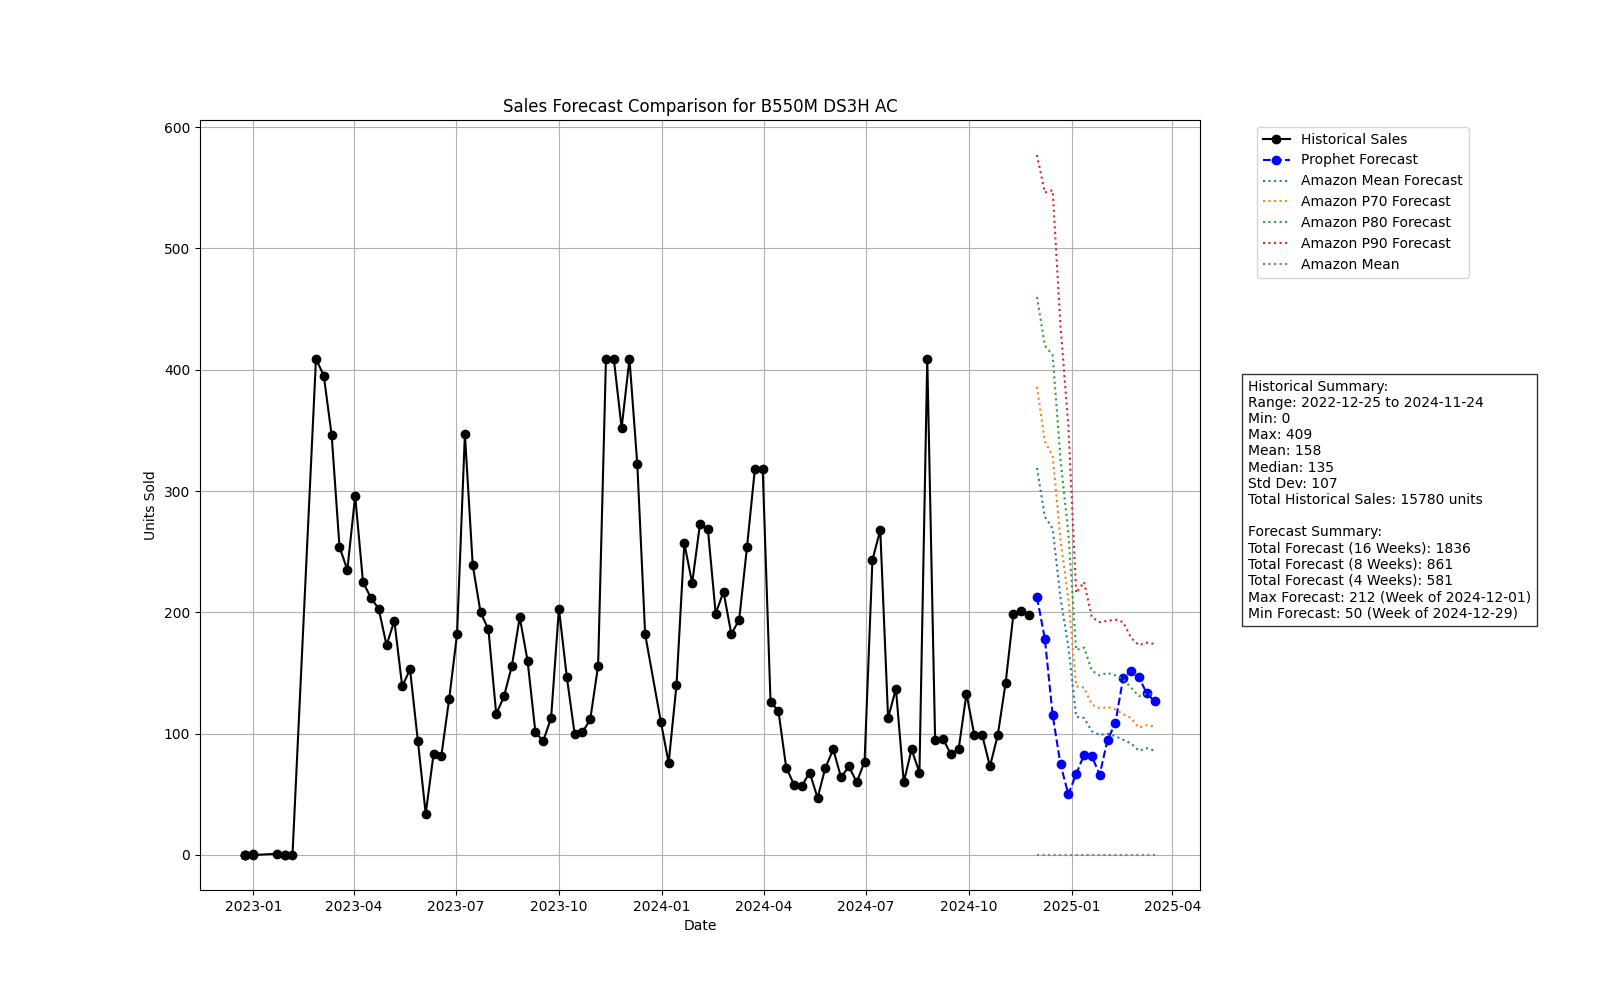 Sales Forecast Comparison for B550M DS3H AC
600
500
400
300
200
100
0
Units Sold
2023-01
2023-04
2023-07
2023-10
2024-01
2024-04
2024-07
2024-10
2025-01
2025-04
Date
Historical Sales
Prophet Forecast
Amazon Mean Forecast
Amazon P70 Forecast
Amazon P80 Forecast
Amazon P90 Forecast
Amazon Mean
Historical Summary:
Range: 2022-12-25 to 2024-11-24
Min: 0
Max: 409
Mean: 158
Median: 135
Std Dev: 107
Total Historical Sales: 15780 units
Forecast Summary:
Total Forecast (16 Weeks): 1836
Total Forecast (8 Weeks): 861
Total Forecast (4 Weeks): 581
Max Forecast: 212 (Week of 2024-12-01)
Min Forecast: 50 (Week of 2024-12-29)